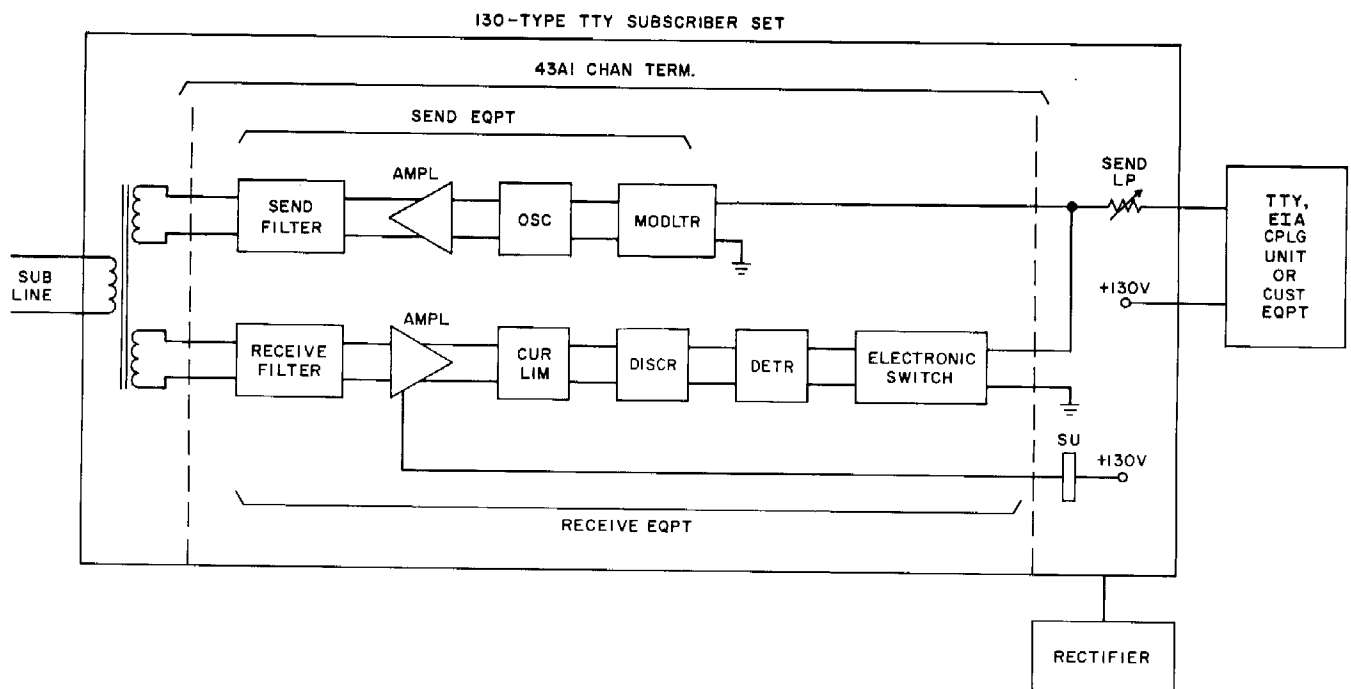 130-TYPE TTY SUBSCRIBER SET
43A1 CHAN TERM.
SEND EQPT
AMPL
SEND
FILTER
OSC
MODLTR
SEND
LP
TTY,
EIA
CPLG
UNIT
OR
CUST
EQPT
+130V
SUB
LINE
AMPL
RECEIVE
FILTER
CUR
LIM
DISCR
DETR
ELECTRONIC
SWITCH
SU
+130V
RECEIVE EQPT
RECTIFIER